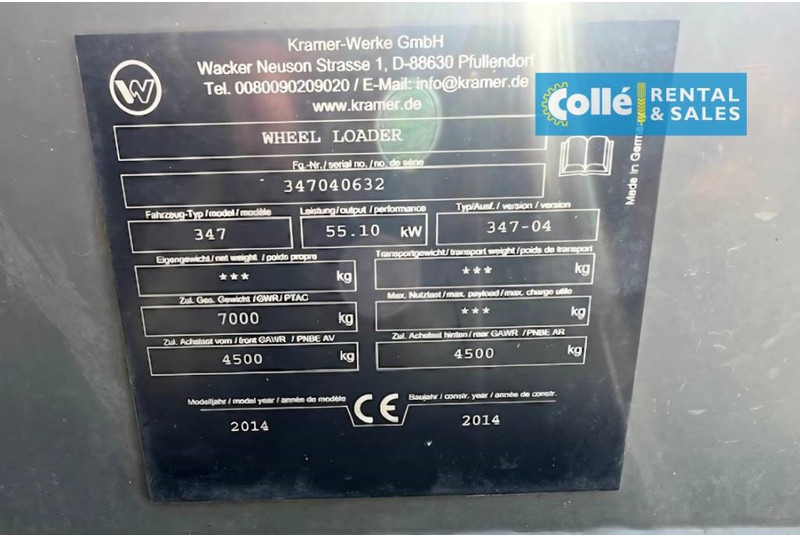 Kramer-Werke GmbH
Wacker Neuson Strasse 1, D-88630 Pfullendorf
Tel. 0080090209020 / E-Mail: info@kramer.de
www.kramer.de
Collé RENTAL & SALES
WHEEL LOADER
Fg.-Nr./ serial no. / no. de série
347040632
Made in
Fahrzeug-Typ / model / modèle
347
Leistung / output / performance
55.10 kW
Typ/Ausf. / version / version
347-04
Eigengewicht / net weight / poids propre
*** kg
Transportgewicht / transport weight / poids de transport
*** kg
Zul. Ges. Gewicht / GWR / PTAC
7000 kg
Max. Nutzlast / max. payload / max. charge utile
*** kg
Zul. Achslast vorn / front GAWR / PNBE AV
4500 kg
Zul. Achslast hinten / rear GAWR / PNBE AR
4500 kg
Modelljahr / model year / année de modèle
2014
CE
Baujahr / constr. year / année de constr.
2014